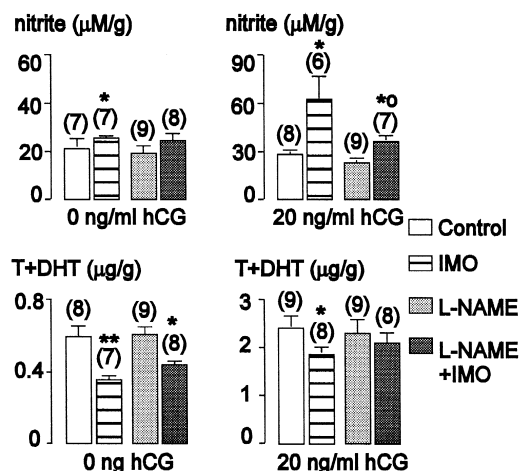 nitrite (μM/g)
60
40
20
0
(7)
*
(7)
(9)
(8)
0 ng/ml hCG
nitrite (μM/g)
90
60
30
0
(8)
*
(6)
(9)
*o
(7)
20 ng/ml hCG
Control
IMO
L-NAME
L-NAME
+IMO
T+DHT (μg/g)
0.8
0.4
0
(8)
**
(7)
(9)
*
(8)
0 ng hCG
T+DHT (μg/g)
3
2
1
0
(9)
*
(8)
(9)
(8)
20 ng/ml hCG